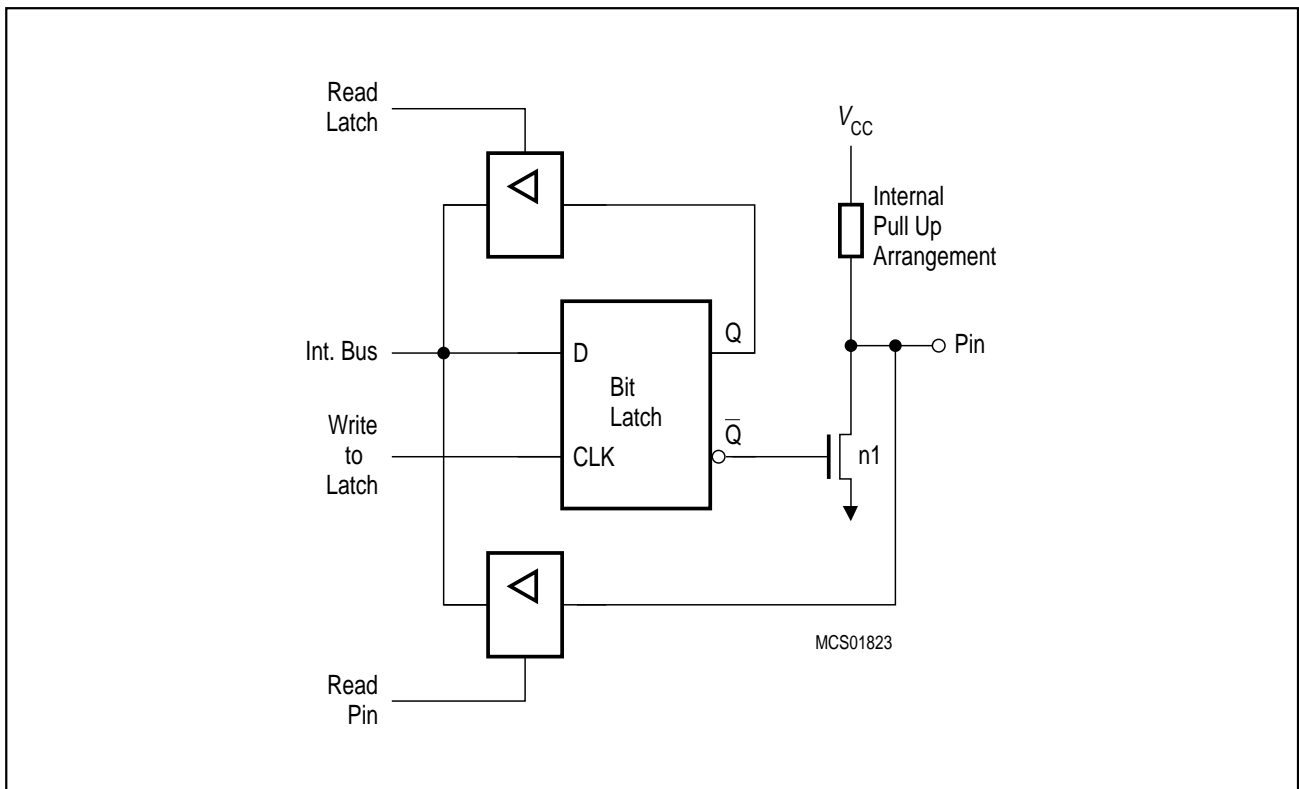 Read
Latch
V_CC
Internal
Pull Up
Arrangement
Q
Int. Bus
D
Pin
Bit
Latch
Write
to
Latch
Q̅
CLK
n1
MCS01823
Read
Pin